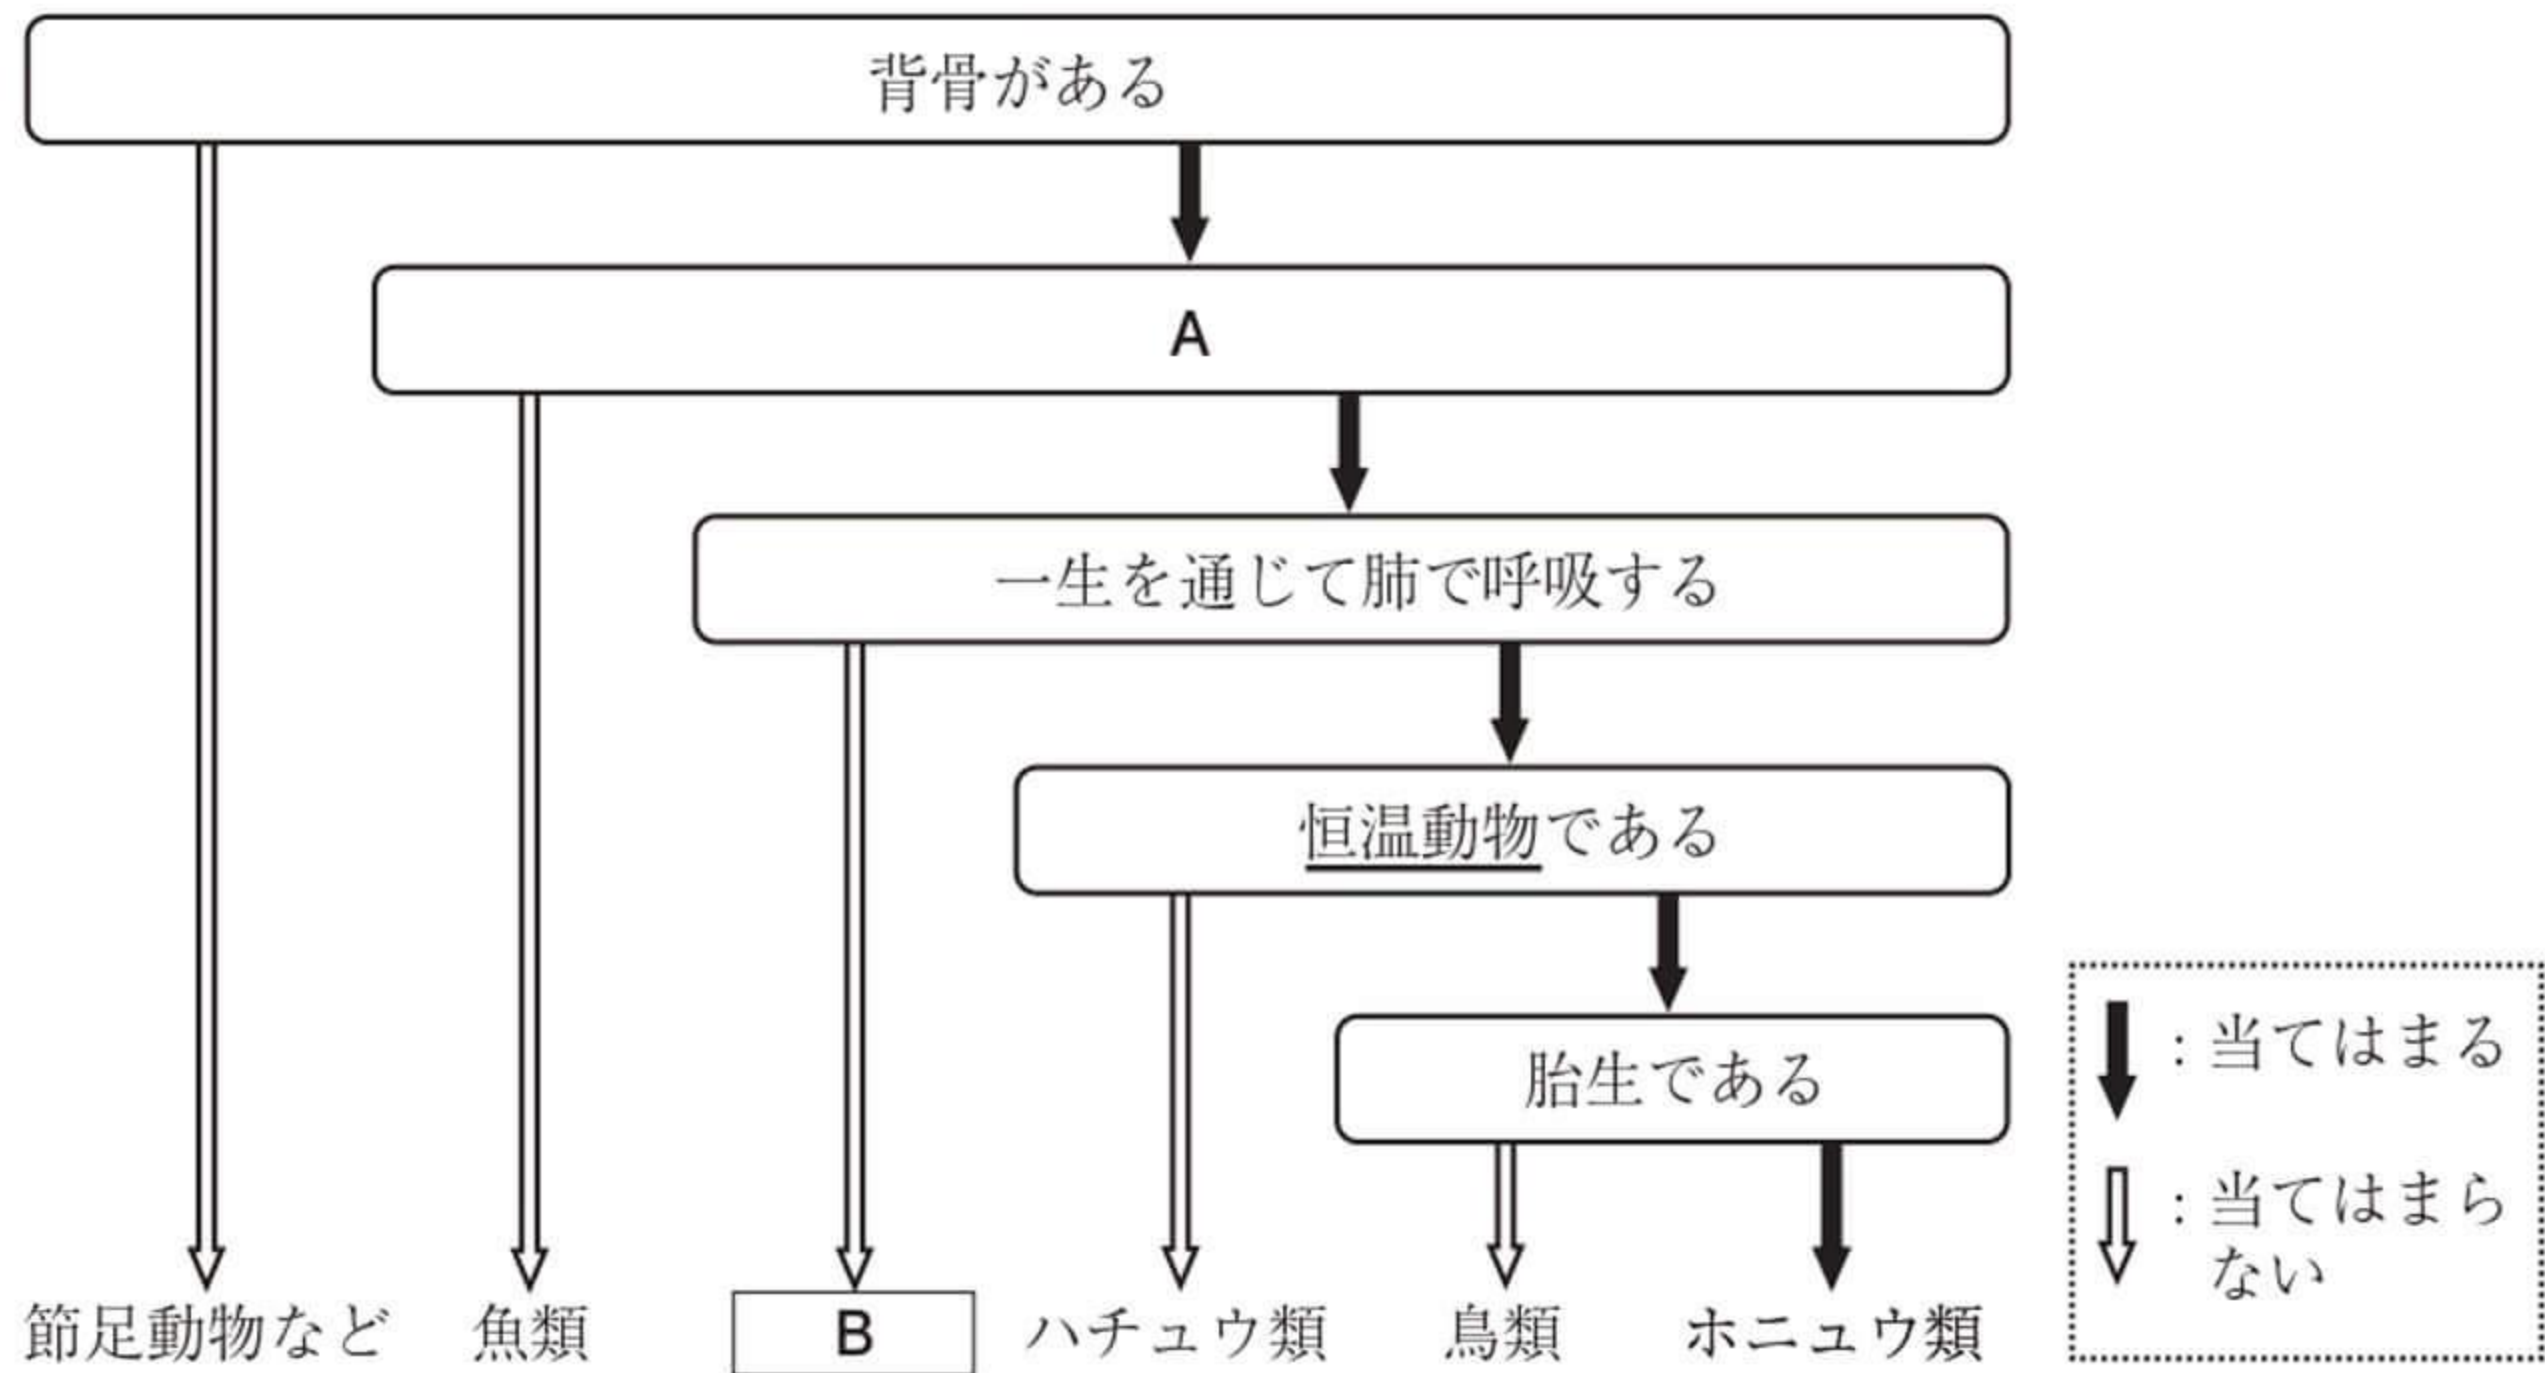 背骨がある
A
一生を通じて肺で呼吸する
恒温動物である
胎生である
節足動物など
魚類
B
ハチュウ類
鳥類
ホニュウ類
：当てはまる
：当てはまら
ない